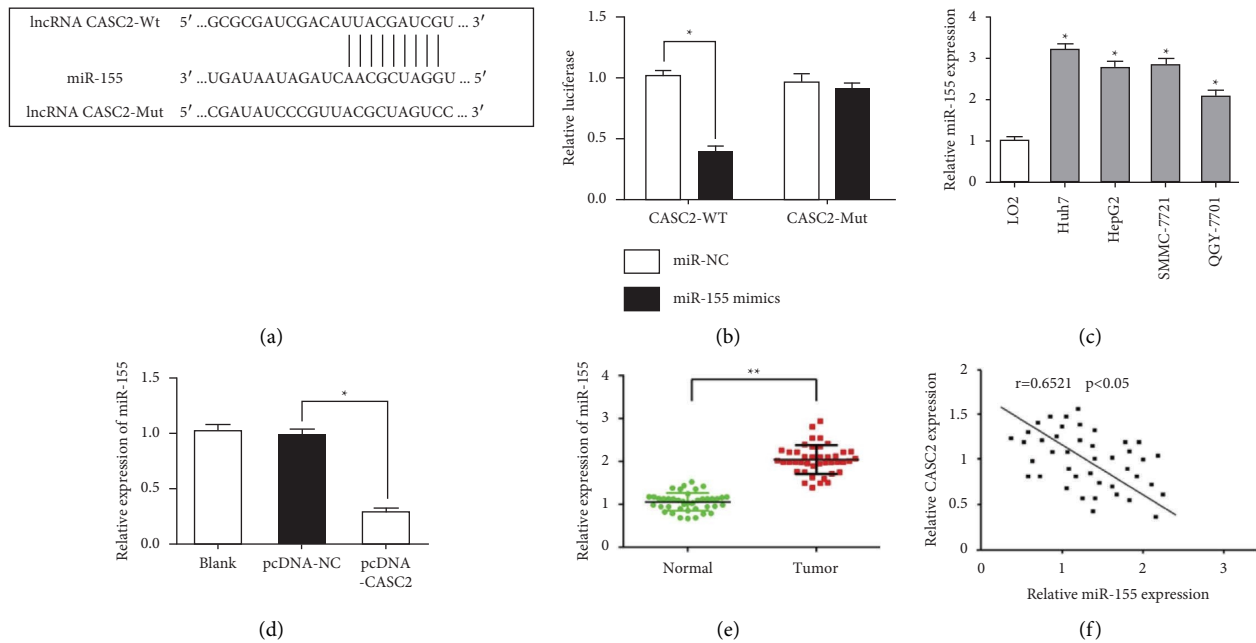 lncRNA CASC2-Wt 5′ ...GCGCGAUCGACAUUACGAUCGU ... 3′
miR-155 3′ ...UGAUAAUAGAUCAACGCUAGGU ... 5′
lncRNA CASC2-Mut 5′ ...CGAUAUCCCGUUACGCUAGUCC ... 3′
(a)
Relative luciferase
1.5
1.0
0.5
0.0
*
CASC2-WT CASC2-Mut
miR-NC
miR-155 mimics
(b)
Relative miR-155 expression
4
3
2
1
0
* * * *
LO2 Huh7 HepG2 SMMC-7721 QGY-7701
(c)
Relative expression of miR-155
1.5
1.0
0.5
0.0
*
Blank pcDNA-NC pcDNA
-CASC2
(d)
Relative expression of miR-155
4
3
2
1
0
**
Normal Tumor
(e)
Relative CASC2 expression
2
1.5
1
0.5
0
r=0.6521 p<0.05
0 1 2 3
Relative miR-155 expression
(f)